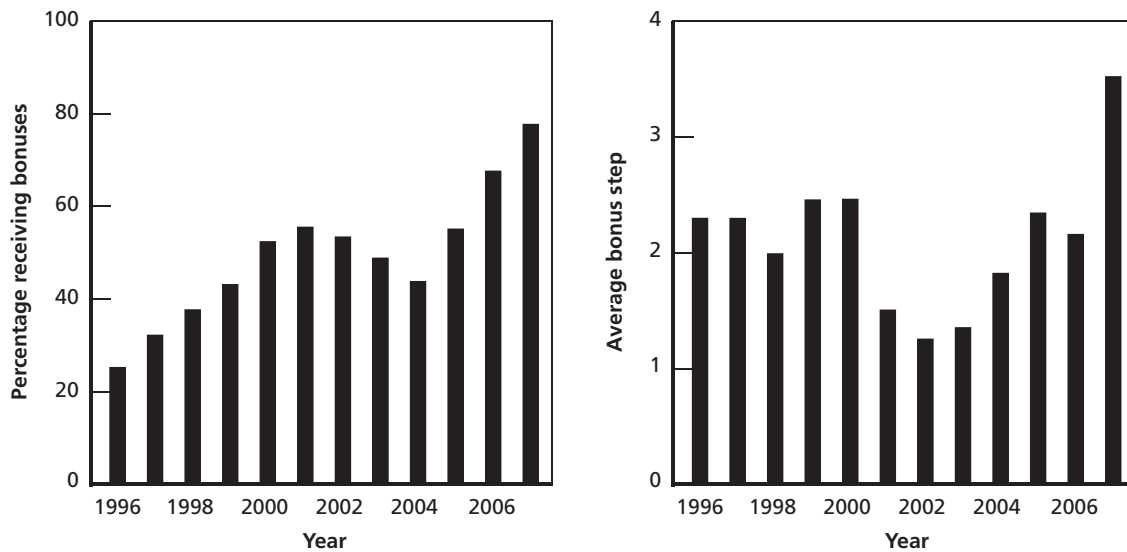 Percentage receiving bonuses
100
80
60
40
20
0
1996 1998 2000 2002 2004 2006
Year
Average bonus step
4
3
2
1
0
1996 1998 2000 2002 2004 2006
Year